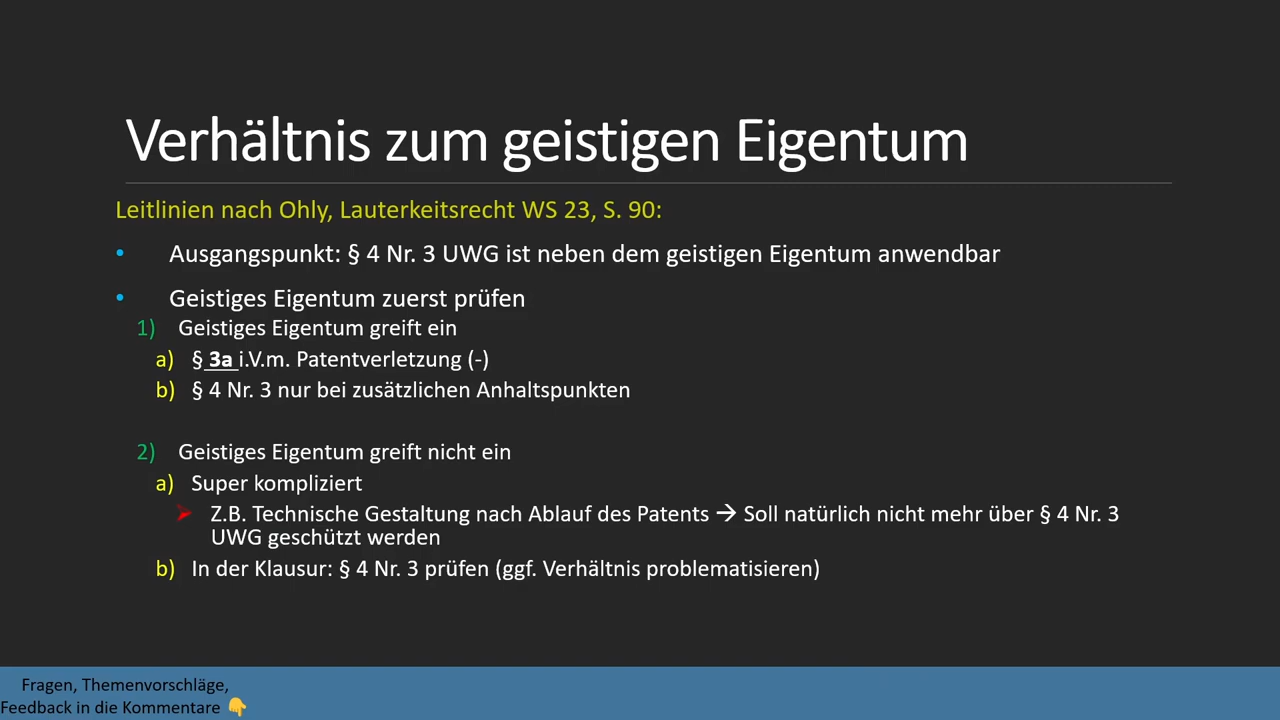 Verhältnis zum geistigen Eigentum
Leitlinien nach Ohly, Lauterkeitsrecht WS 23, S. 90:
• Ausgangspunkt: § 4 Nr. 3 UWG ist neben dem geistigen Eigentum anwendbar
• Geistiges Eigentum zuerst prüfen
1) Geistiges Eigentum greift ein
a) § 3a i.V.m. Patentverletzung (-)
b) § 4 Nr. 3 nur bei zusätzlichen Anhaltspunkten
2) Geistiges Eigentum greift nicht ein
a) Super kompliziert
➢ Z.B. Technische Gestaltung nach Ablauf des Patents → Soll natürlich nicht mehr über § 4 Nr. 3
UWG geschützt werden
b) In der Klausur: § 4 Nr. 3 prüfen (ggf. Verhältnis problematisieren)
Fragen, Themenvorschläge,
Feedback in die Kommentare 👇